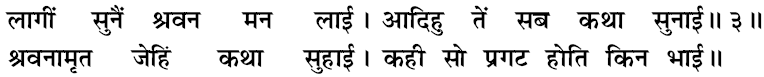 लागीं सुनैं श्रवन मन लाई। आदिहु तें सब कथा सुनाई॥ ३॥
श्रवनामृत जेहिं कथा सुहाई। कही सो प्रगट होति किन भाई॥